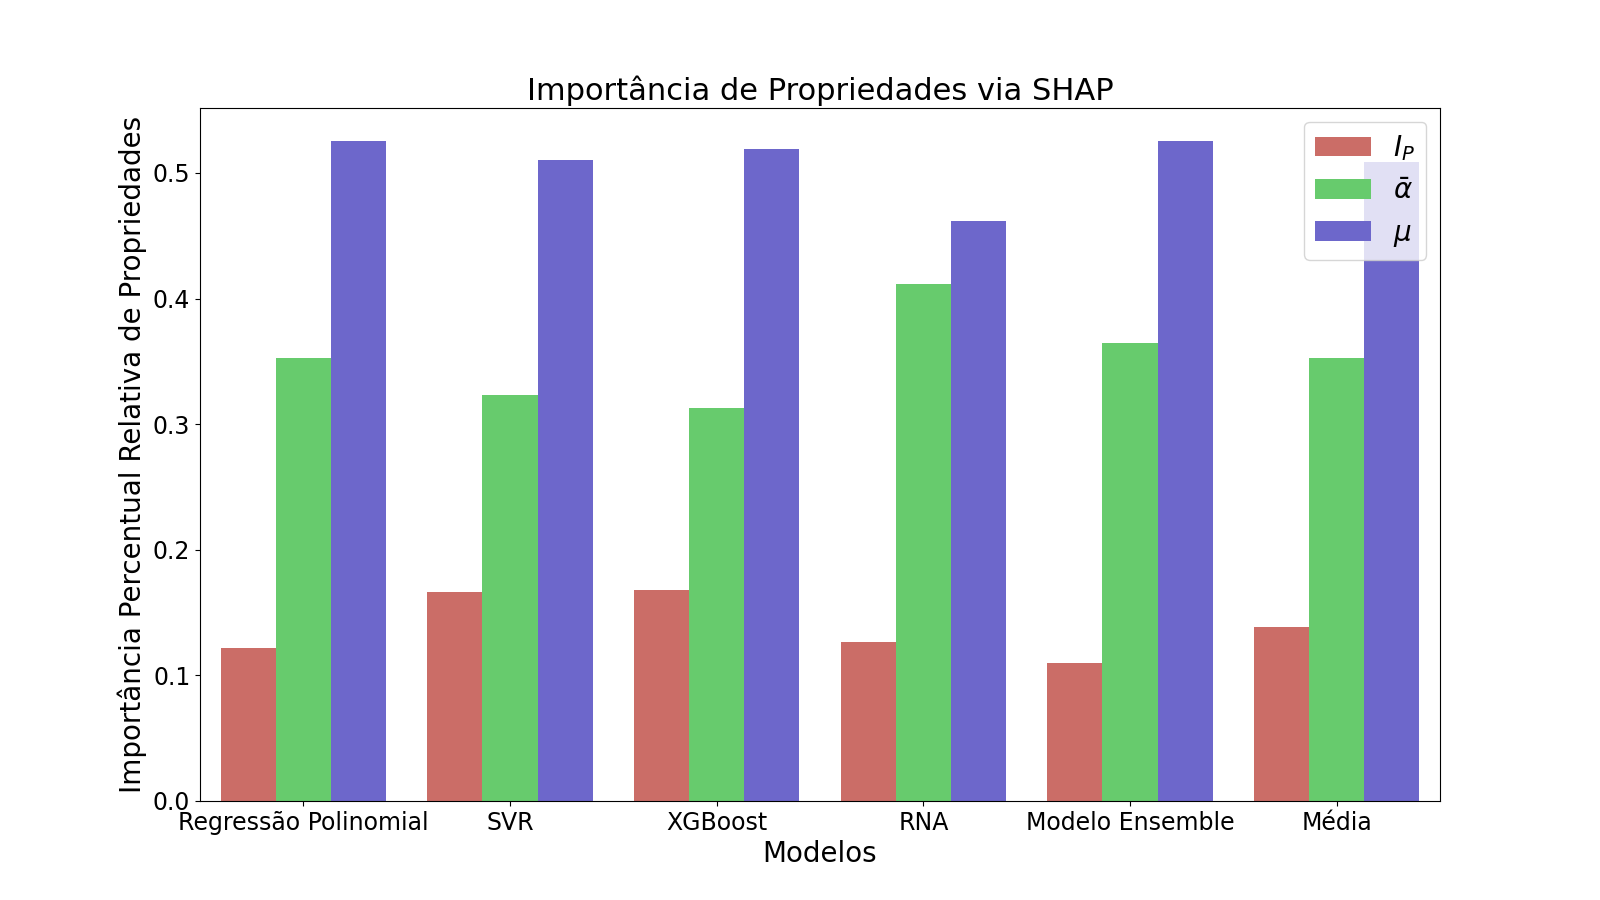 Importância de Propriedades via SHAP
Importância Percentual Relativa de Propriedades
0.5
0.4
0.3
0.2
0.1
0.0
I_P
ᾱ
μ
Regressão Polinomial SVR XGBoost RNA Modelo Ensemble Média
Modelos